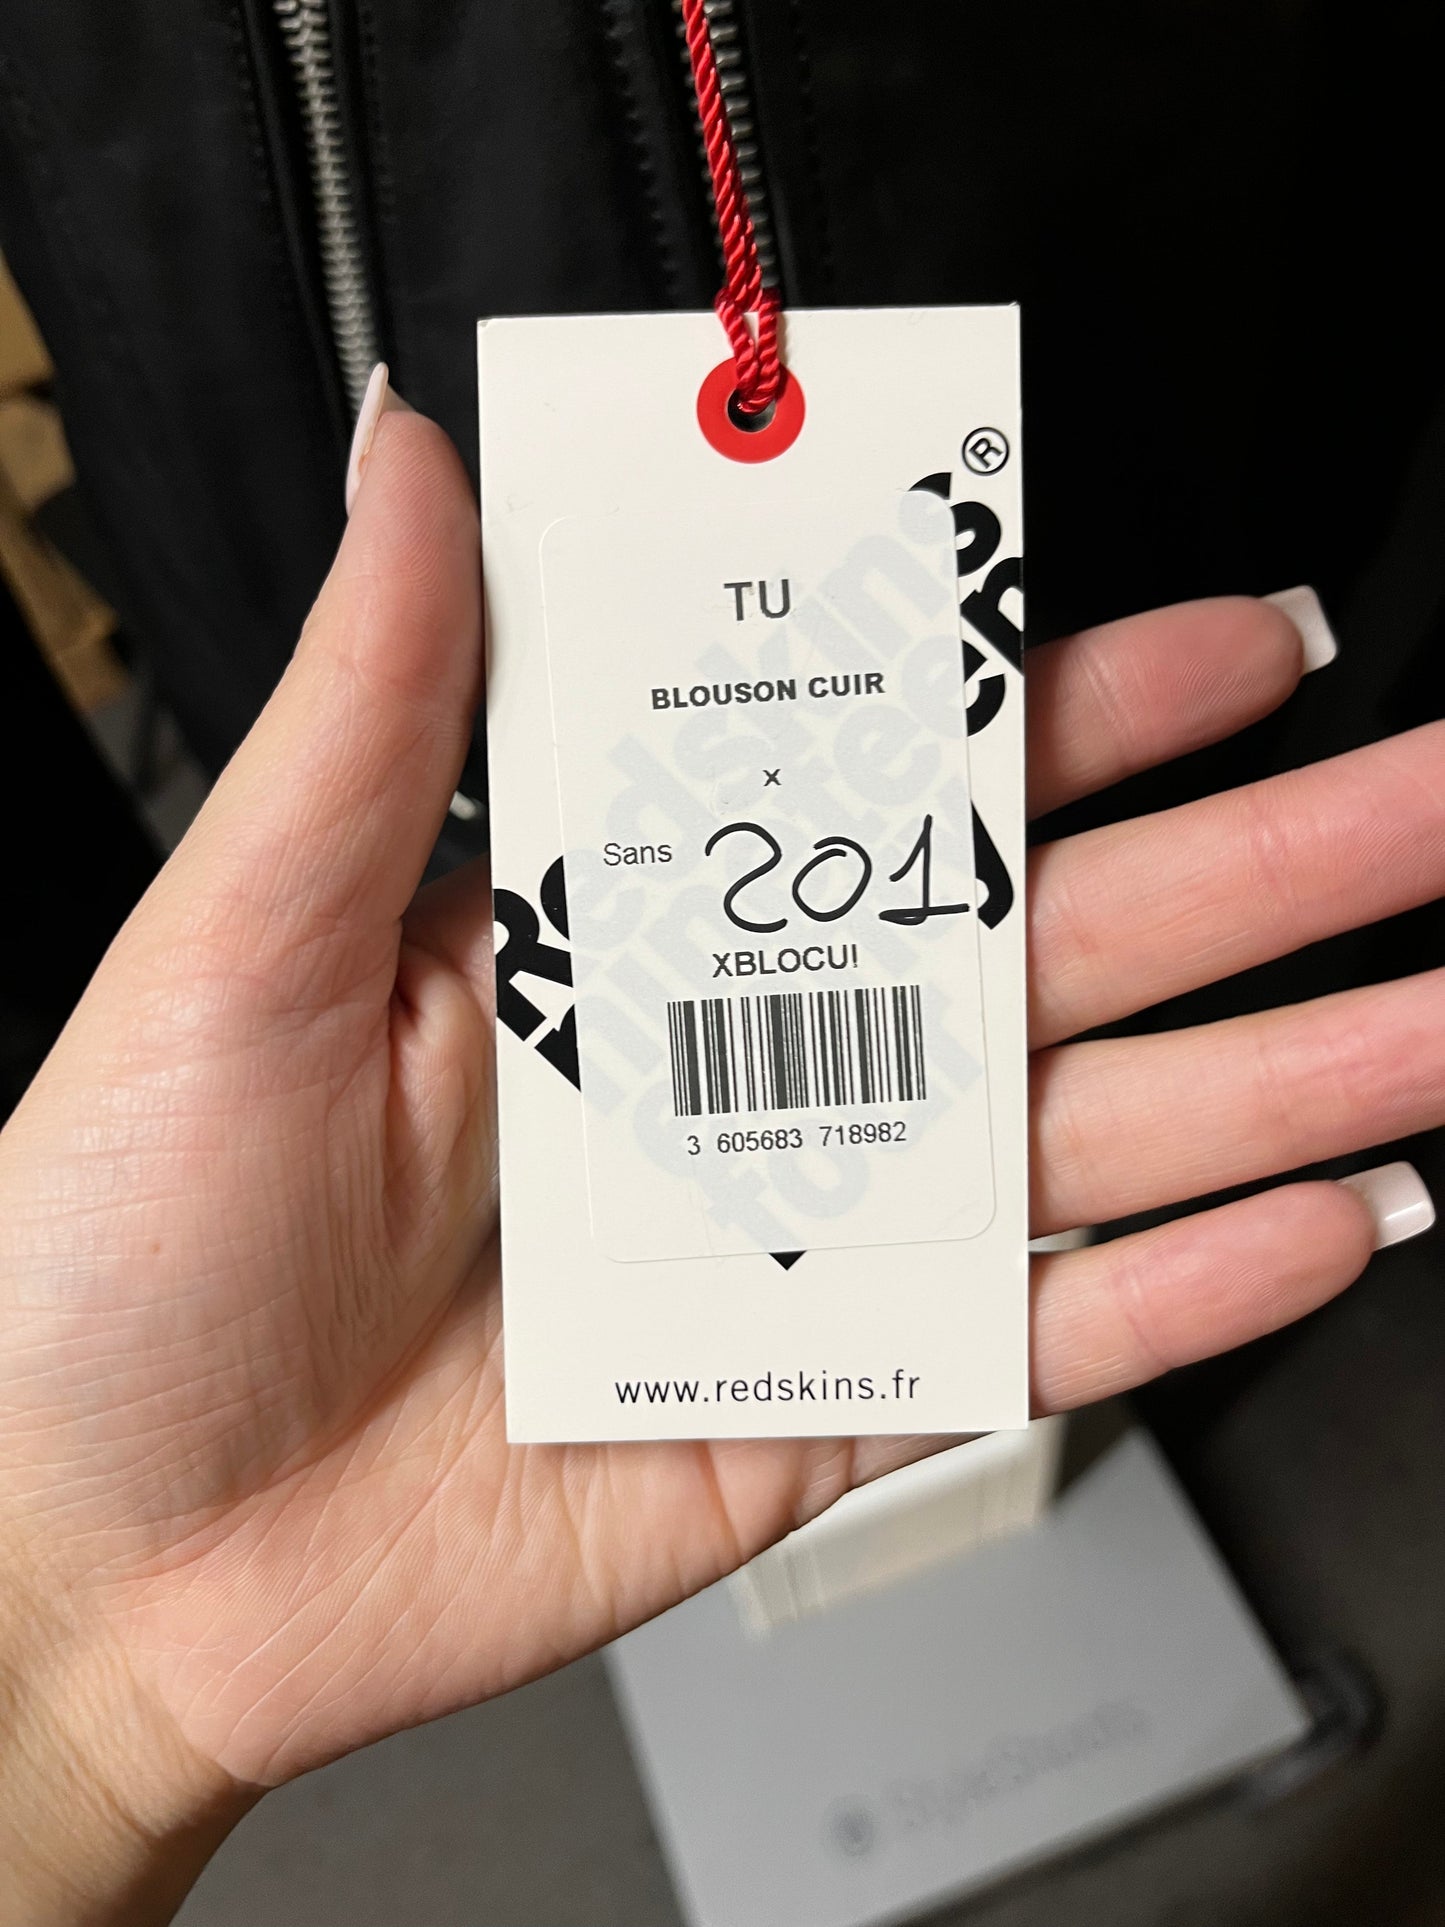 ®
TU
BLOUSON CUIR
x
Sans 201
XBLOCU!
3 605683 718982
www.redskins.fr